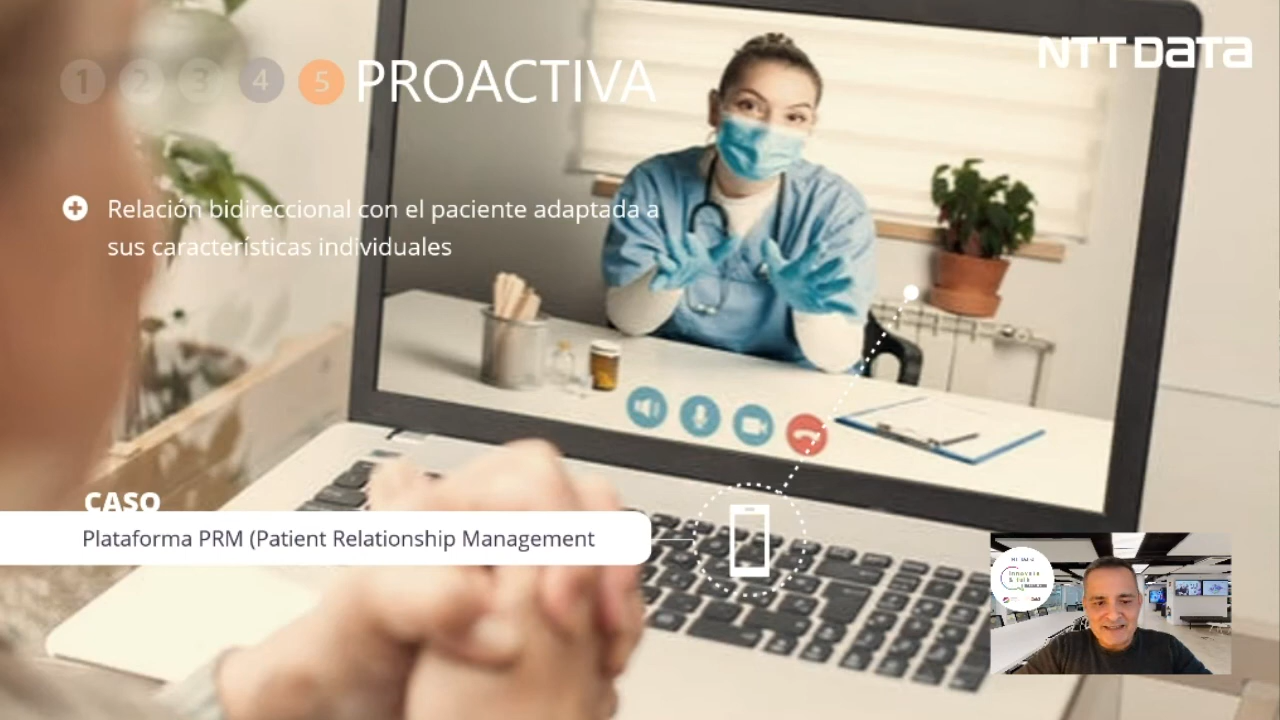 1 2 3 4 5 PROACTIVA
NTT DATA
Relación bidireccional con el paciente adaptada a
sus características individuales
CASO
Plataforma PRM (Patient Relationship Management